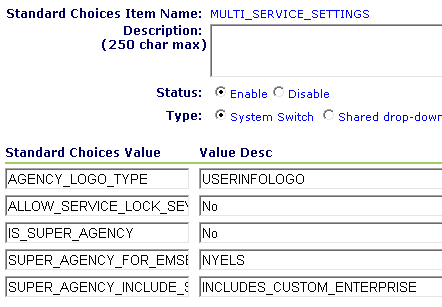 Standard Choices Item Name: MULTI_SERVICE_SETTINGS
Description:
(250 char max)
Status: Enable Disable
Type: System Switch Shared drop-down
Standard Choices Value Value Desc
AGENCY_LOGO_TYPE USERINFOLOGO
ALLOW_SERVICE_LOCK_SE No
IS_SUPER_AGENCY No
SUPER_AGENCY_FOR_EMSE NYELS
SUPER_AGENCY_INCLUDE_S INCLUDES_CUSTOM_ENTERPRISE